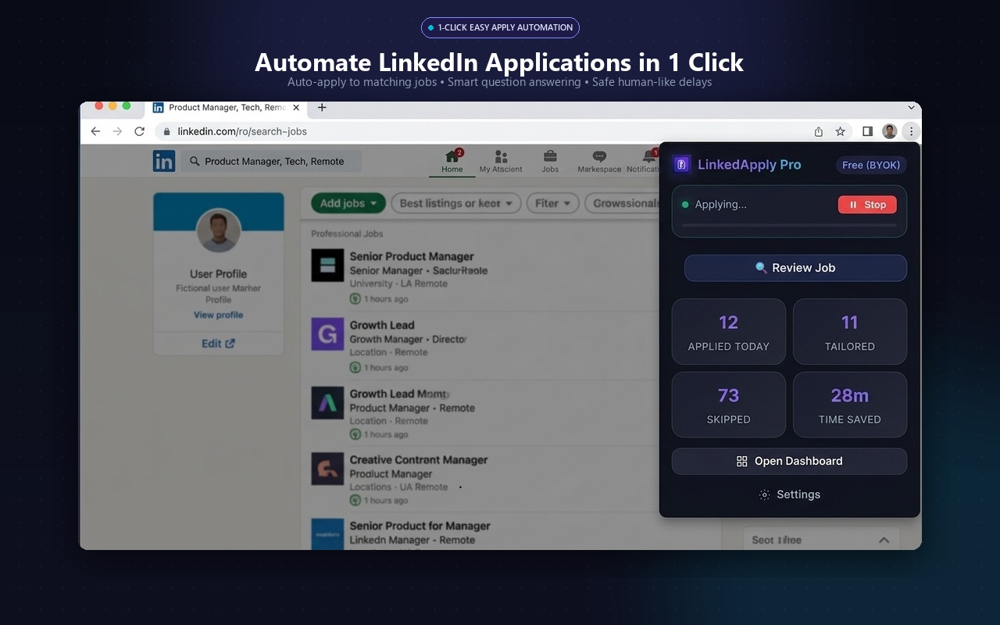 1-CLICK EASY APPLY AUTOMATION
Automate LinkedIn Applications in 1 Click
Auto-apply to matching jobs • Smart question answering • Safe human-like delays
in Product Manager, Tech, Remo
linkedin.com/ro/search-jobs
in
Product Manager, Tech, Remote
2
Home
My Atscient
Jobs
Markespace
1
Notificati
User Profile
Fictional user Marher
Profile
View profile
Edit
Add jobs
Best listings or keor
Fiter
Growssional
Professional Jobs
Senior Product Manager
Senior Manager •
University · LA Remote
1 hours ago
G
Growth Lead
Growth Manager • Director
Location · Remote
1 hours ago
Growth Lead
Product Manager - Remote
Location · Remote
1 hours ago
Creative Contrant Manager
Product Manager
Locations · UA Remote
1 hours ago
Senior Product for Manager
Linkedn Manager - Remote
LinkedApply Pro
Free (BYOK)
Applying...
Stop
Review Job
12
APPLIED TODAY
11
TAILORED
73
SKIPPED
28m
TIME SAVED
Open Dashboard
Settings
Seot